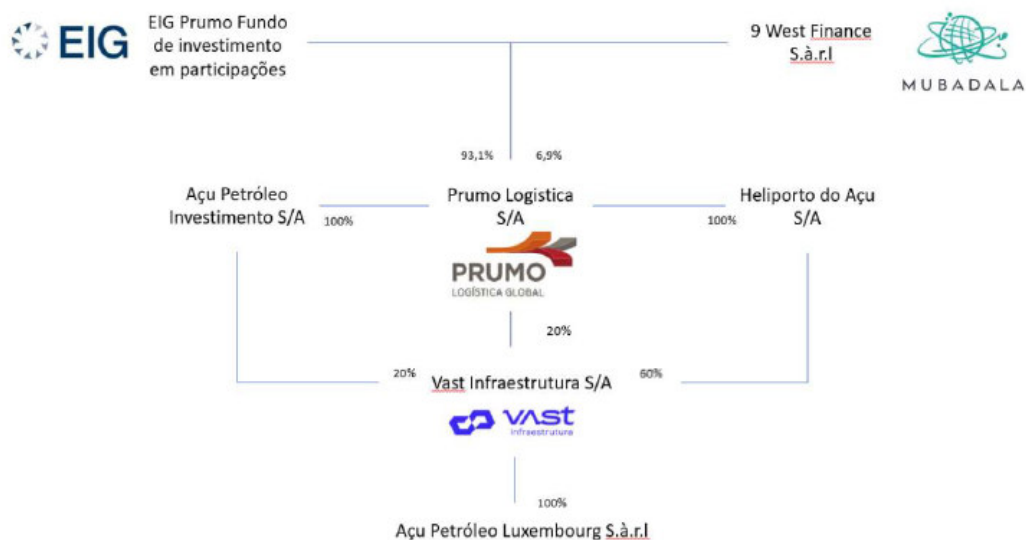 EIG
EIG Prumo Fundo
de investimento
em participações
9 West Finance
S.à.r.l
MUBADALA
93,1%
6,9%
Açu Petróleo
Investimento S/A
100%
Prumo Logistica
S/A
100%
Heliporto do Açu
S/A
PRUMO
LOGÍSTICA GLOBAL
20%
20%
Vast Infraestrutura S/A
60%
VAST
infraestrutura
100%
Açu Petróleo Luxembourg S.à.r.l